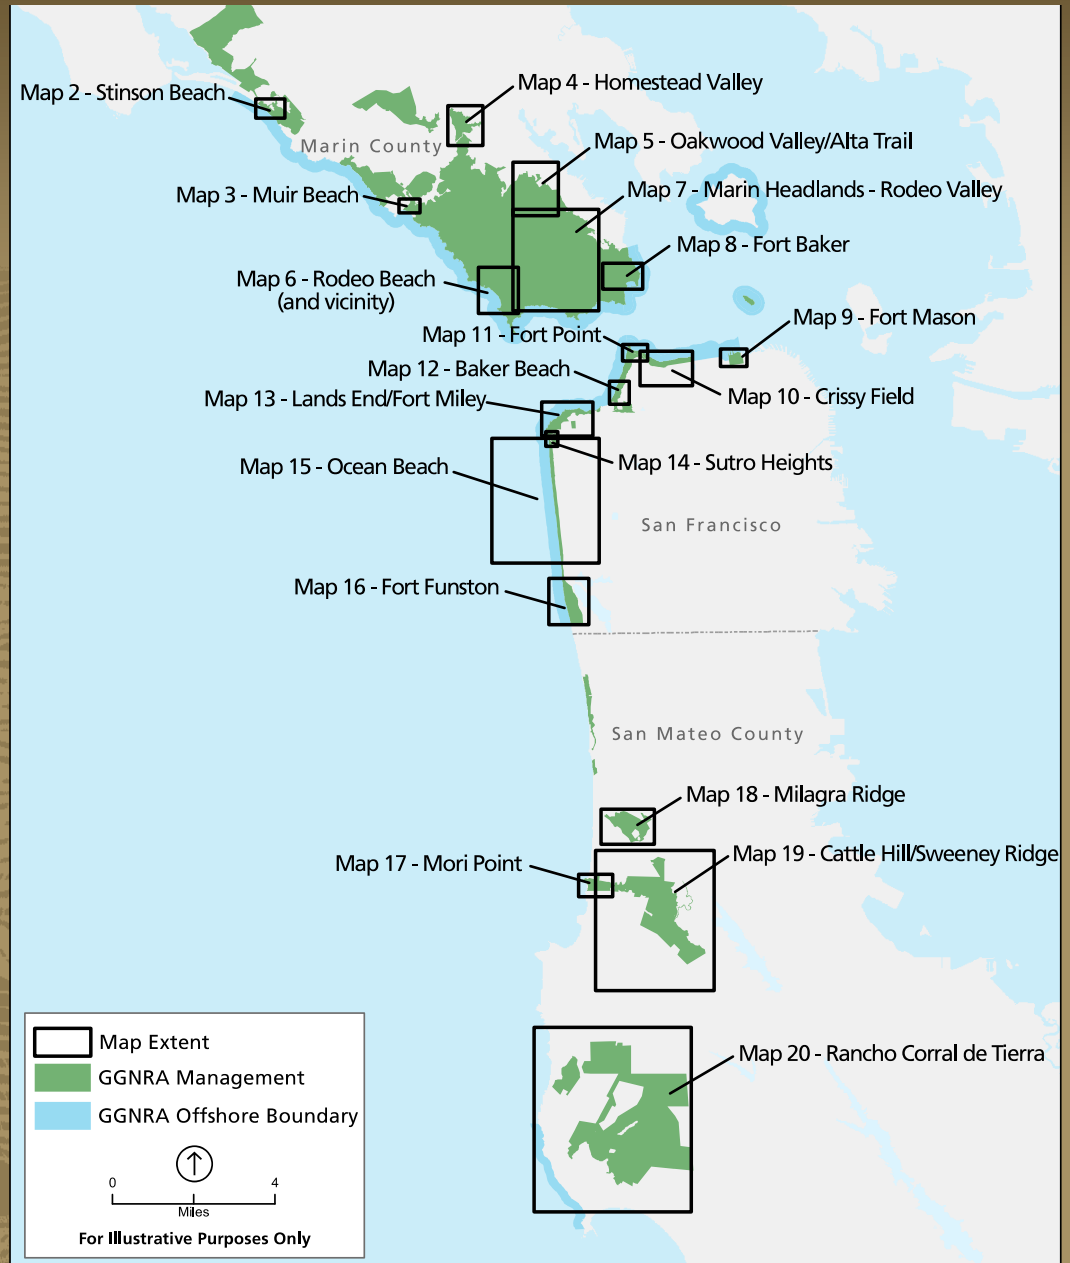 Map 2 - Stinson Beach
Map 4 - Homestead Valley
Marin County
Map 5 - Oakwood Valley/Alta Trail
Map 3 - Muir Beach
Map 7 - Marin Headlands - Rodeo Valley
Map 8 - Fort Baker
Map 6 - Rodeo Beach
(and vicinity)
Map 9 - Fort Mason
Map 11 - Fort Point
Map 12 - Baker Beach
Map 10 - Crissy Field
Map 13 - Lands End/Fort Miley
Map 14 - Sutro Heights
Map 15 - Ocean Beach
San Francisco
Map 16 - Fort Funston
San Mateo County
Map 18 - Milagra Ridge
Map 19 - Cattle Hill/Sweeney Ridge
Map 17 - Mori Point
Map 20 - Rancho Corral de Tierra
Map Extent
GGNRA Management
GGNRA Offshore Boundary
0 4
Miles
For Illustrative Purposes Only